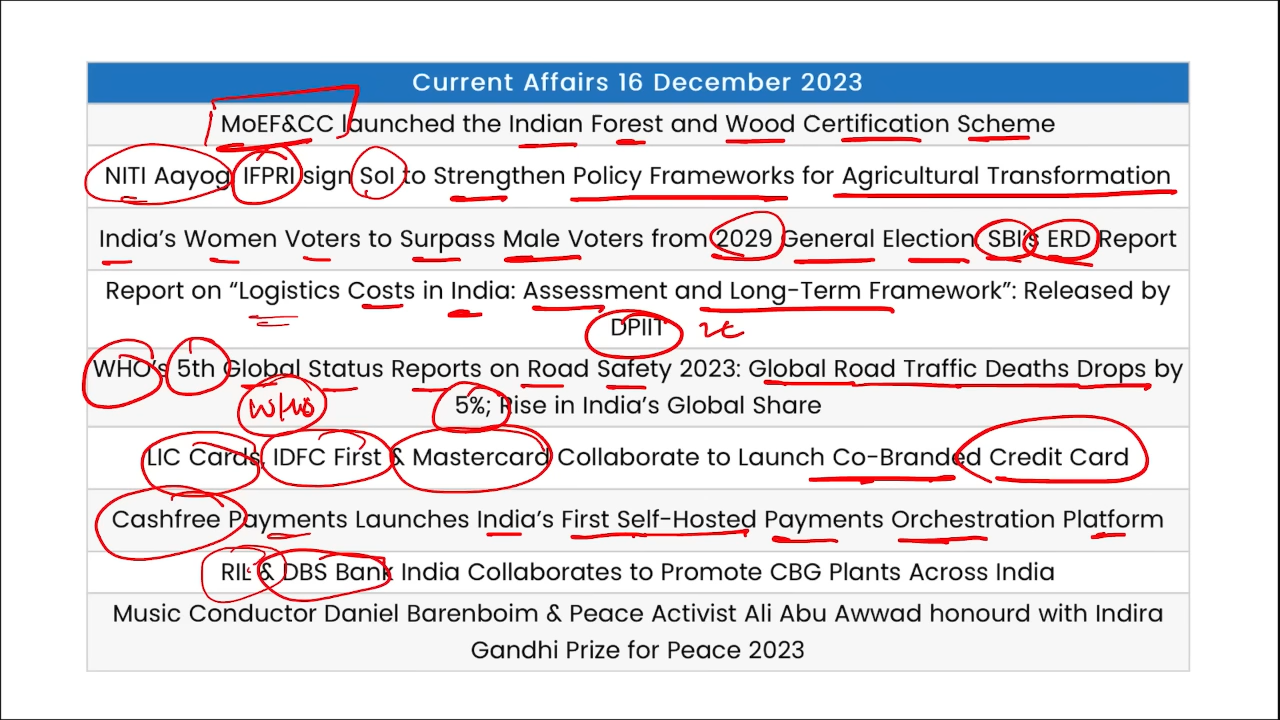 Current Affairs 16 December 2023
MoEF&CC launched the Indian Forest and Wood Certification Scheme
NITI Aayog IFPRI sign SoI to Strengthen Policy Frameworks for Agricultural Transformation
India's Women Voters to Surpass Male Voters from 2029 General Election SBI's ERD Report
Report on “Logistics Costs in India: Assessment and Long-Term Framework”: Released by
DPIIT
WHO's 5th Global Status Reports on Road Safety 2023: Global Road Traffic Deaths Drops by
5%; Rise in India's Global Share
LIC Cards, IDFC First & Mastercard Collaborate to Launch Co-Branded Credit Card
Cashfree Payments Launches India's First Self-Hosted Payments Orchestration Platform
RIL & DBS Bank India Collaborates to Promote CBG Plants Across India
Music Conductor Daniel Barenboim & Peace Activist Ali Abu Awwad honourd with Indira
Gandhi Prize for Peace 2023